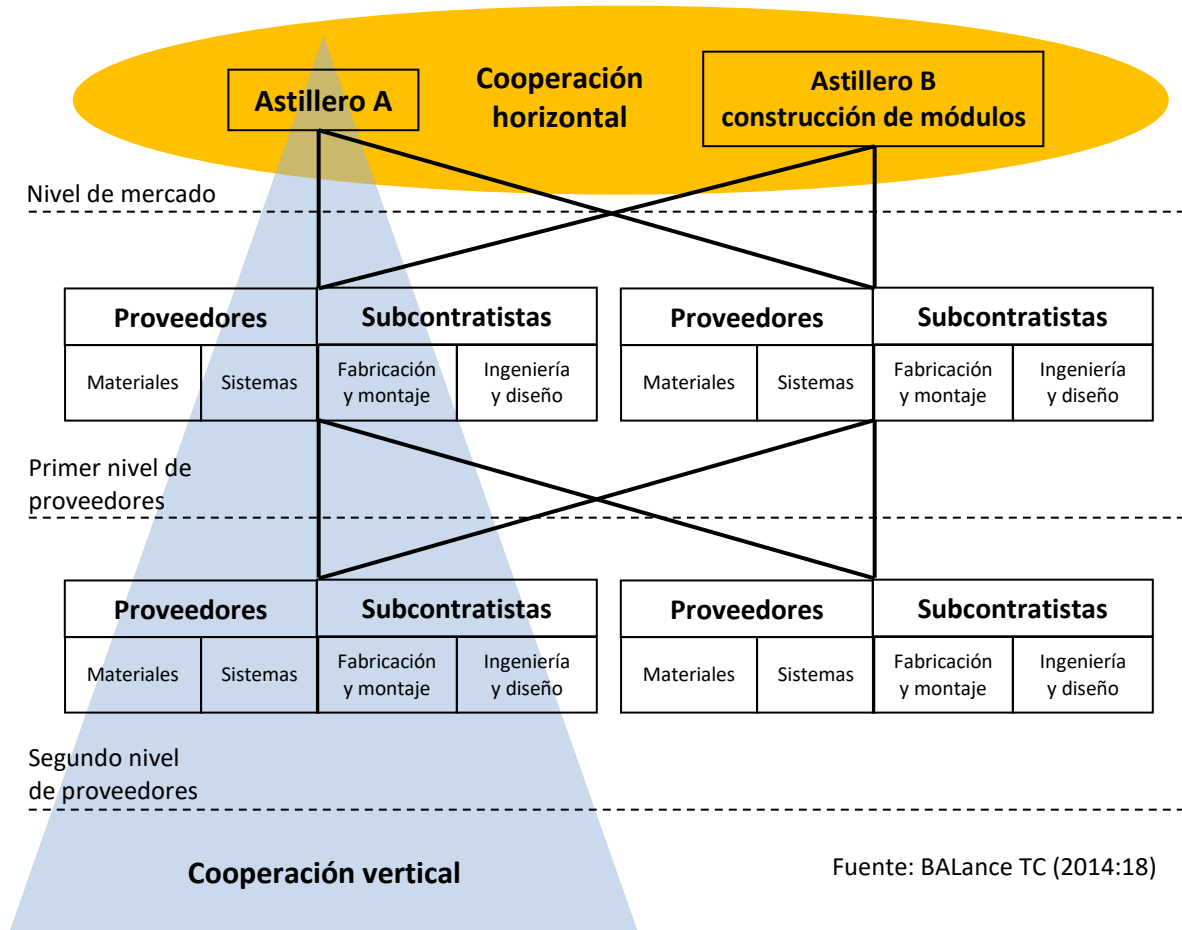 Cooperación
horizontal
Astillero A
Astillero B
construcción de módulos
Nivel de mercado
Proveedores
Subcontratistas
Materiales
Sistemas
Fabricación
y montaje
Ingeniería
y diseño
Proveedores
Subcontratistas
Materiales
Sistemas
Fabricación
y montaje
Ingeniería
y diseño
Primer nivel de
proveedores
Proveedores
Subcontratistas
Materiales
Sistemas
Fabricación
y montaje
Ingeniería
y diseño
Proveedores
Subcontratistas
Materiales
Sistemas
Fabricación
y montaje
Ingeniería
y diseño
Segundo nivel
de proveedores
Cooperación vertical
Fuente: BALance TC (2014:18)